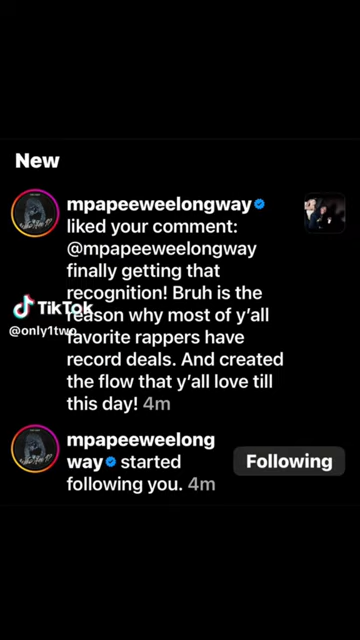 New
mpapeeweelongway
liked your comment:
@mpapeeweelongway
finally getting that
recognition! Bruh is the
reason why most of y'all
favorite rappers have
record deals. And created
the flow that y'all love till
this day! 4m
TikTok
@only1two
mpapeeweelong
way started
following you. 4m
Following